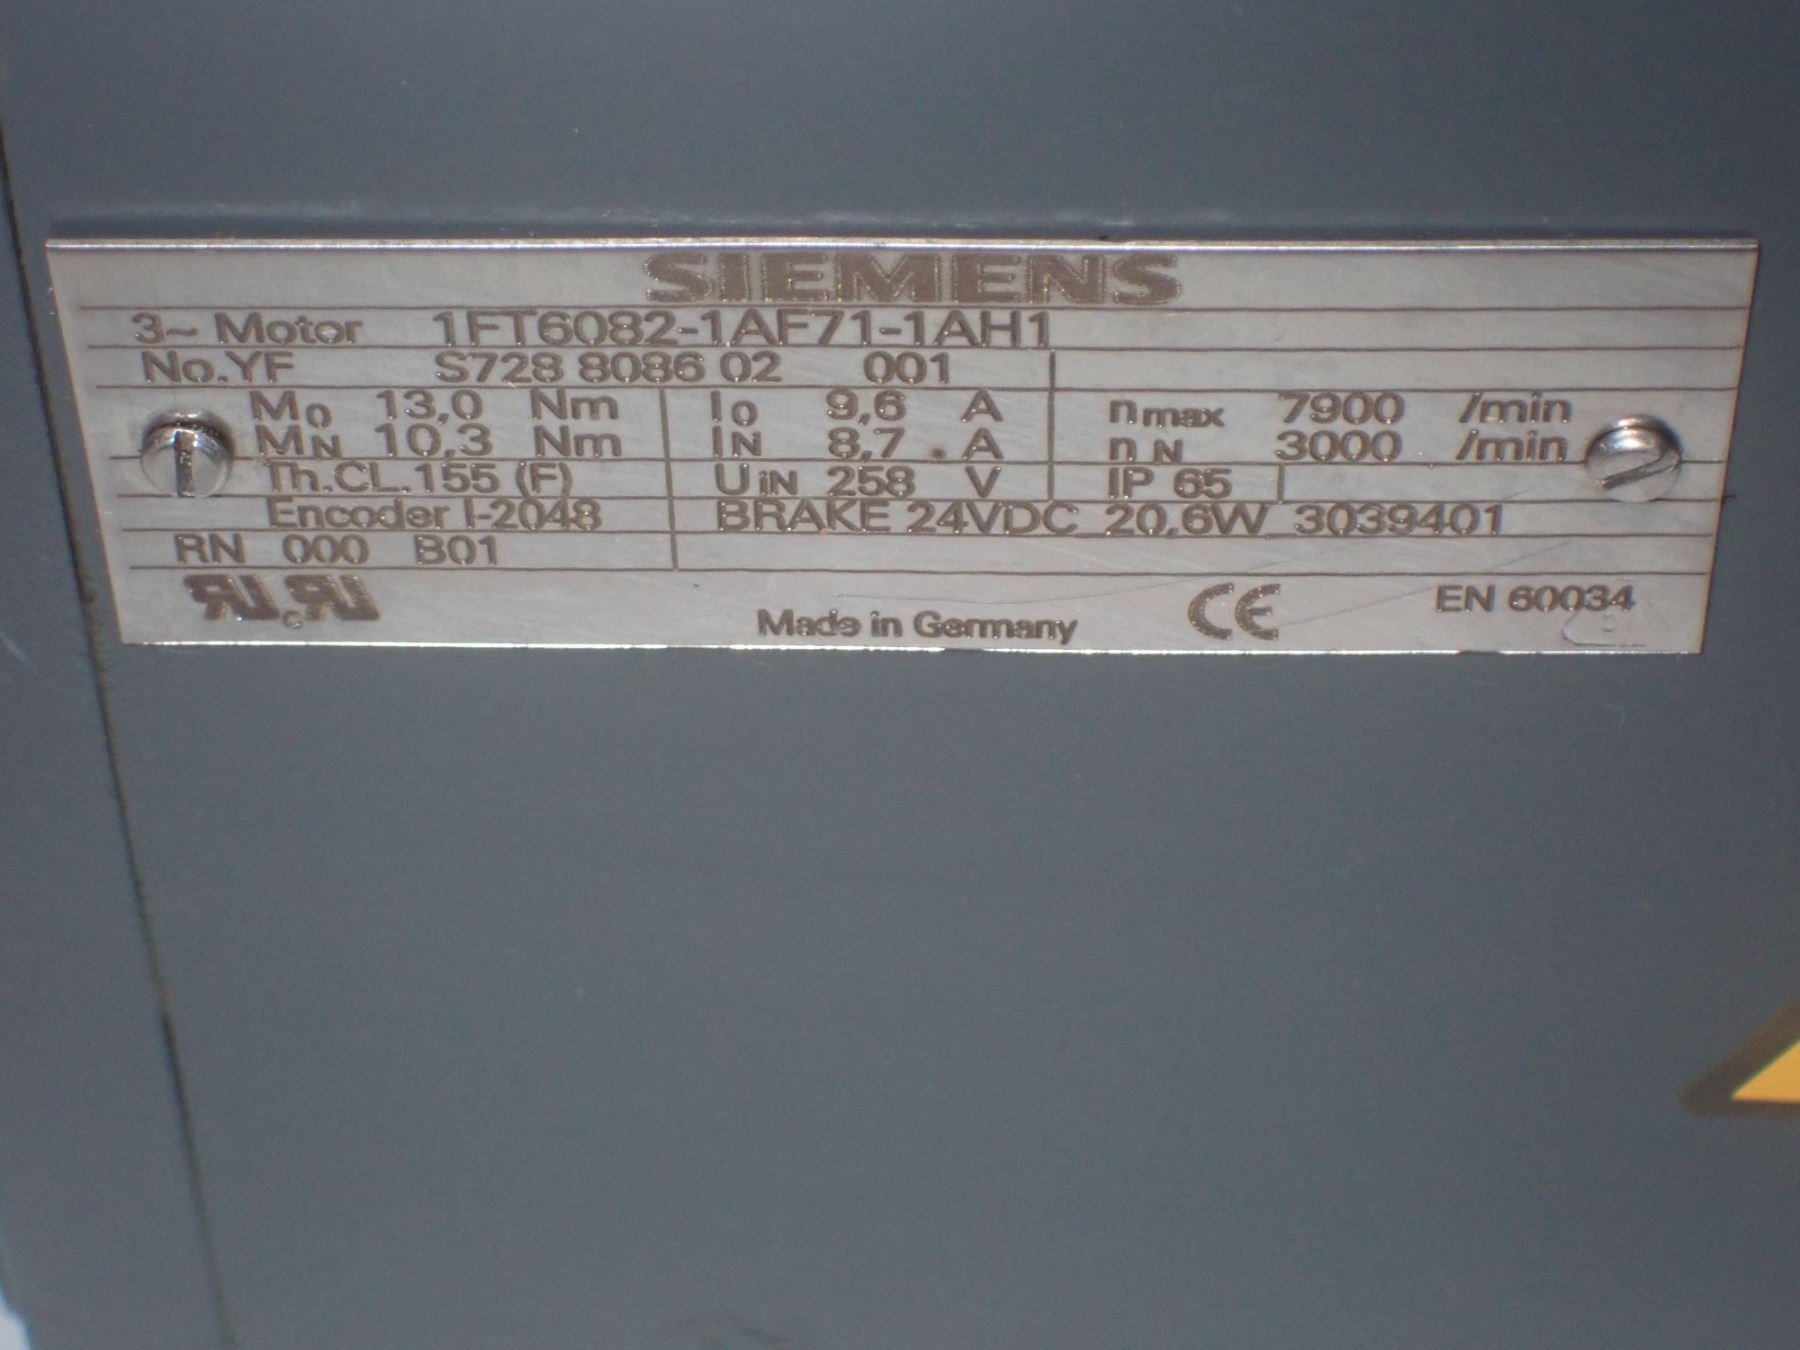 SIEMENS
3~ Motor 1FT6082-1AF71-1AH1
No.YF S728 8086 02 001
M0 13,0 Nm I0 9,6 A nmax 7900 /min
MN 10,3 Nm IN 8,7 A nN 3000 /min
Th.CL.155 (F) UiN 258 V IP 65
Encoder I-2048 BRAKE 24VDC 20,6W 3039401
RN 000 B01
RU cRU CE EN 60034
Made in Germany